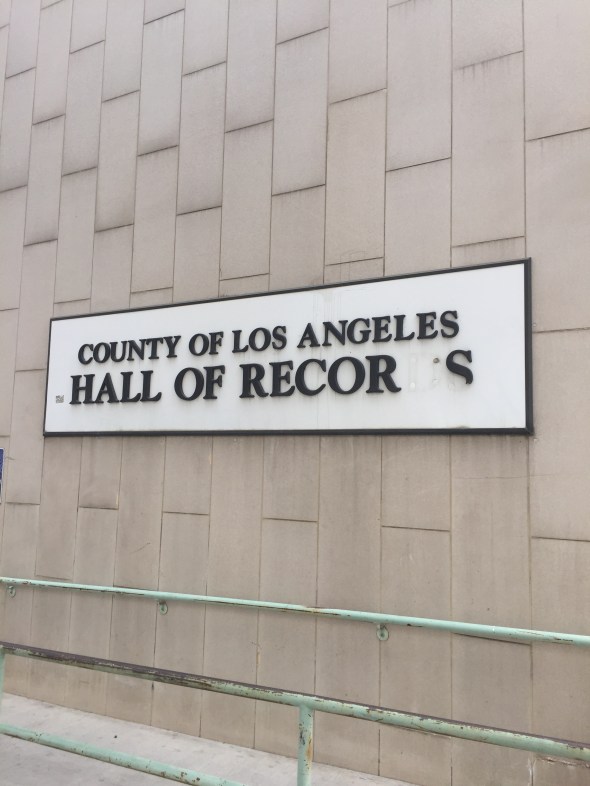 COUNTY OF LOS ANGELES
HALL OF RECOR S